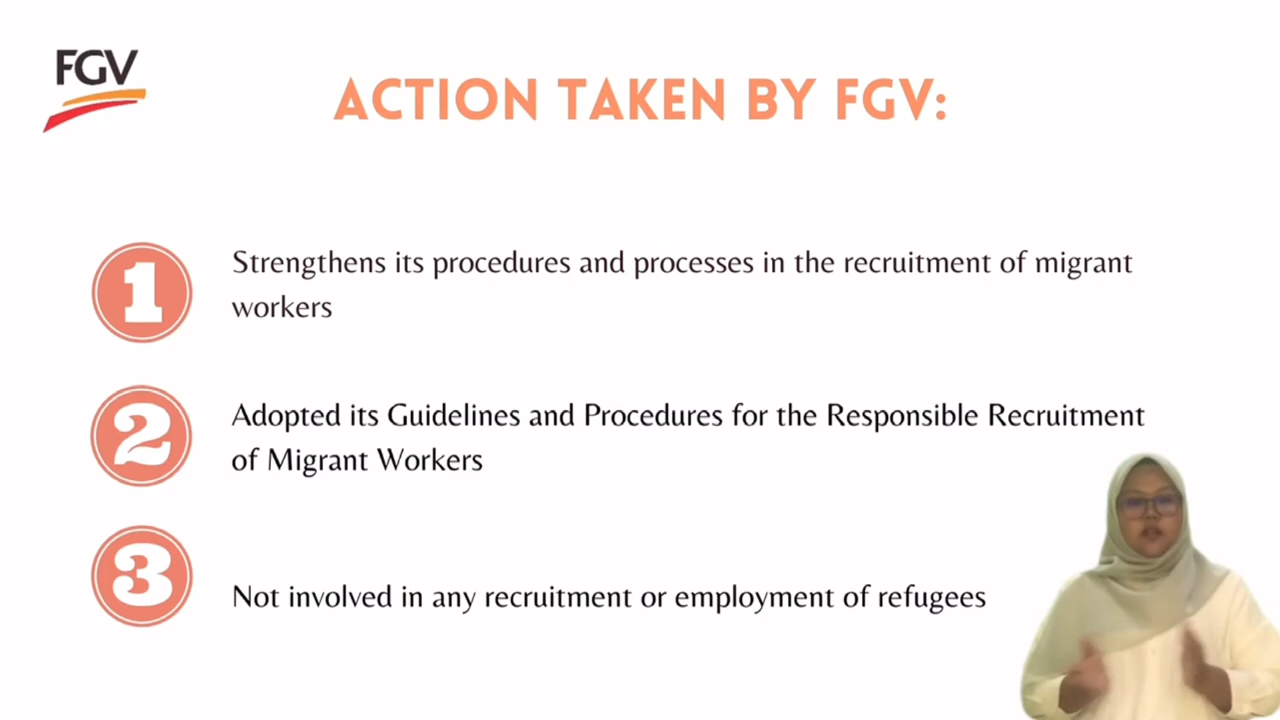 FGV
ACTION TAKEN BY FGV:
1
Strengthens its procedures and processes in the recruitment of migrant
workers
2
Adopted its Guidelines and Procedures for the Responsible Recruitment
of Migrant Workers
3
Not involved in any recruitment or employment of refugees